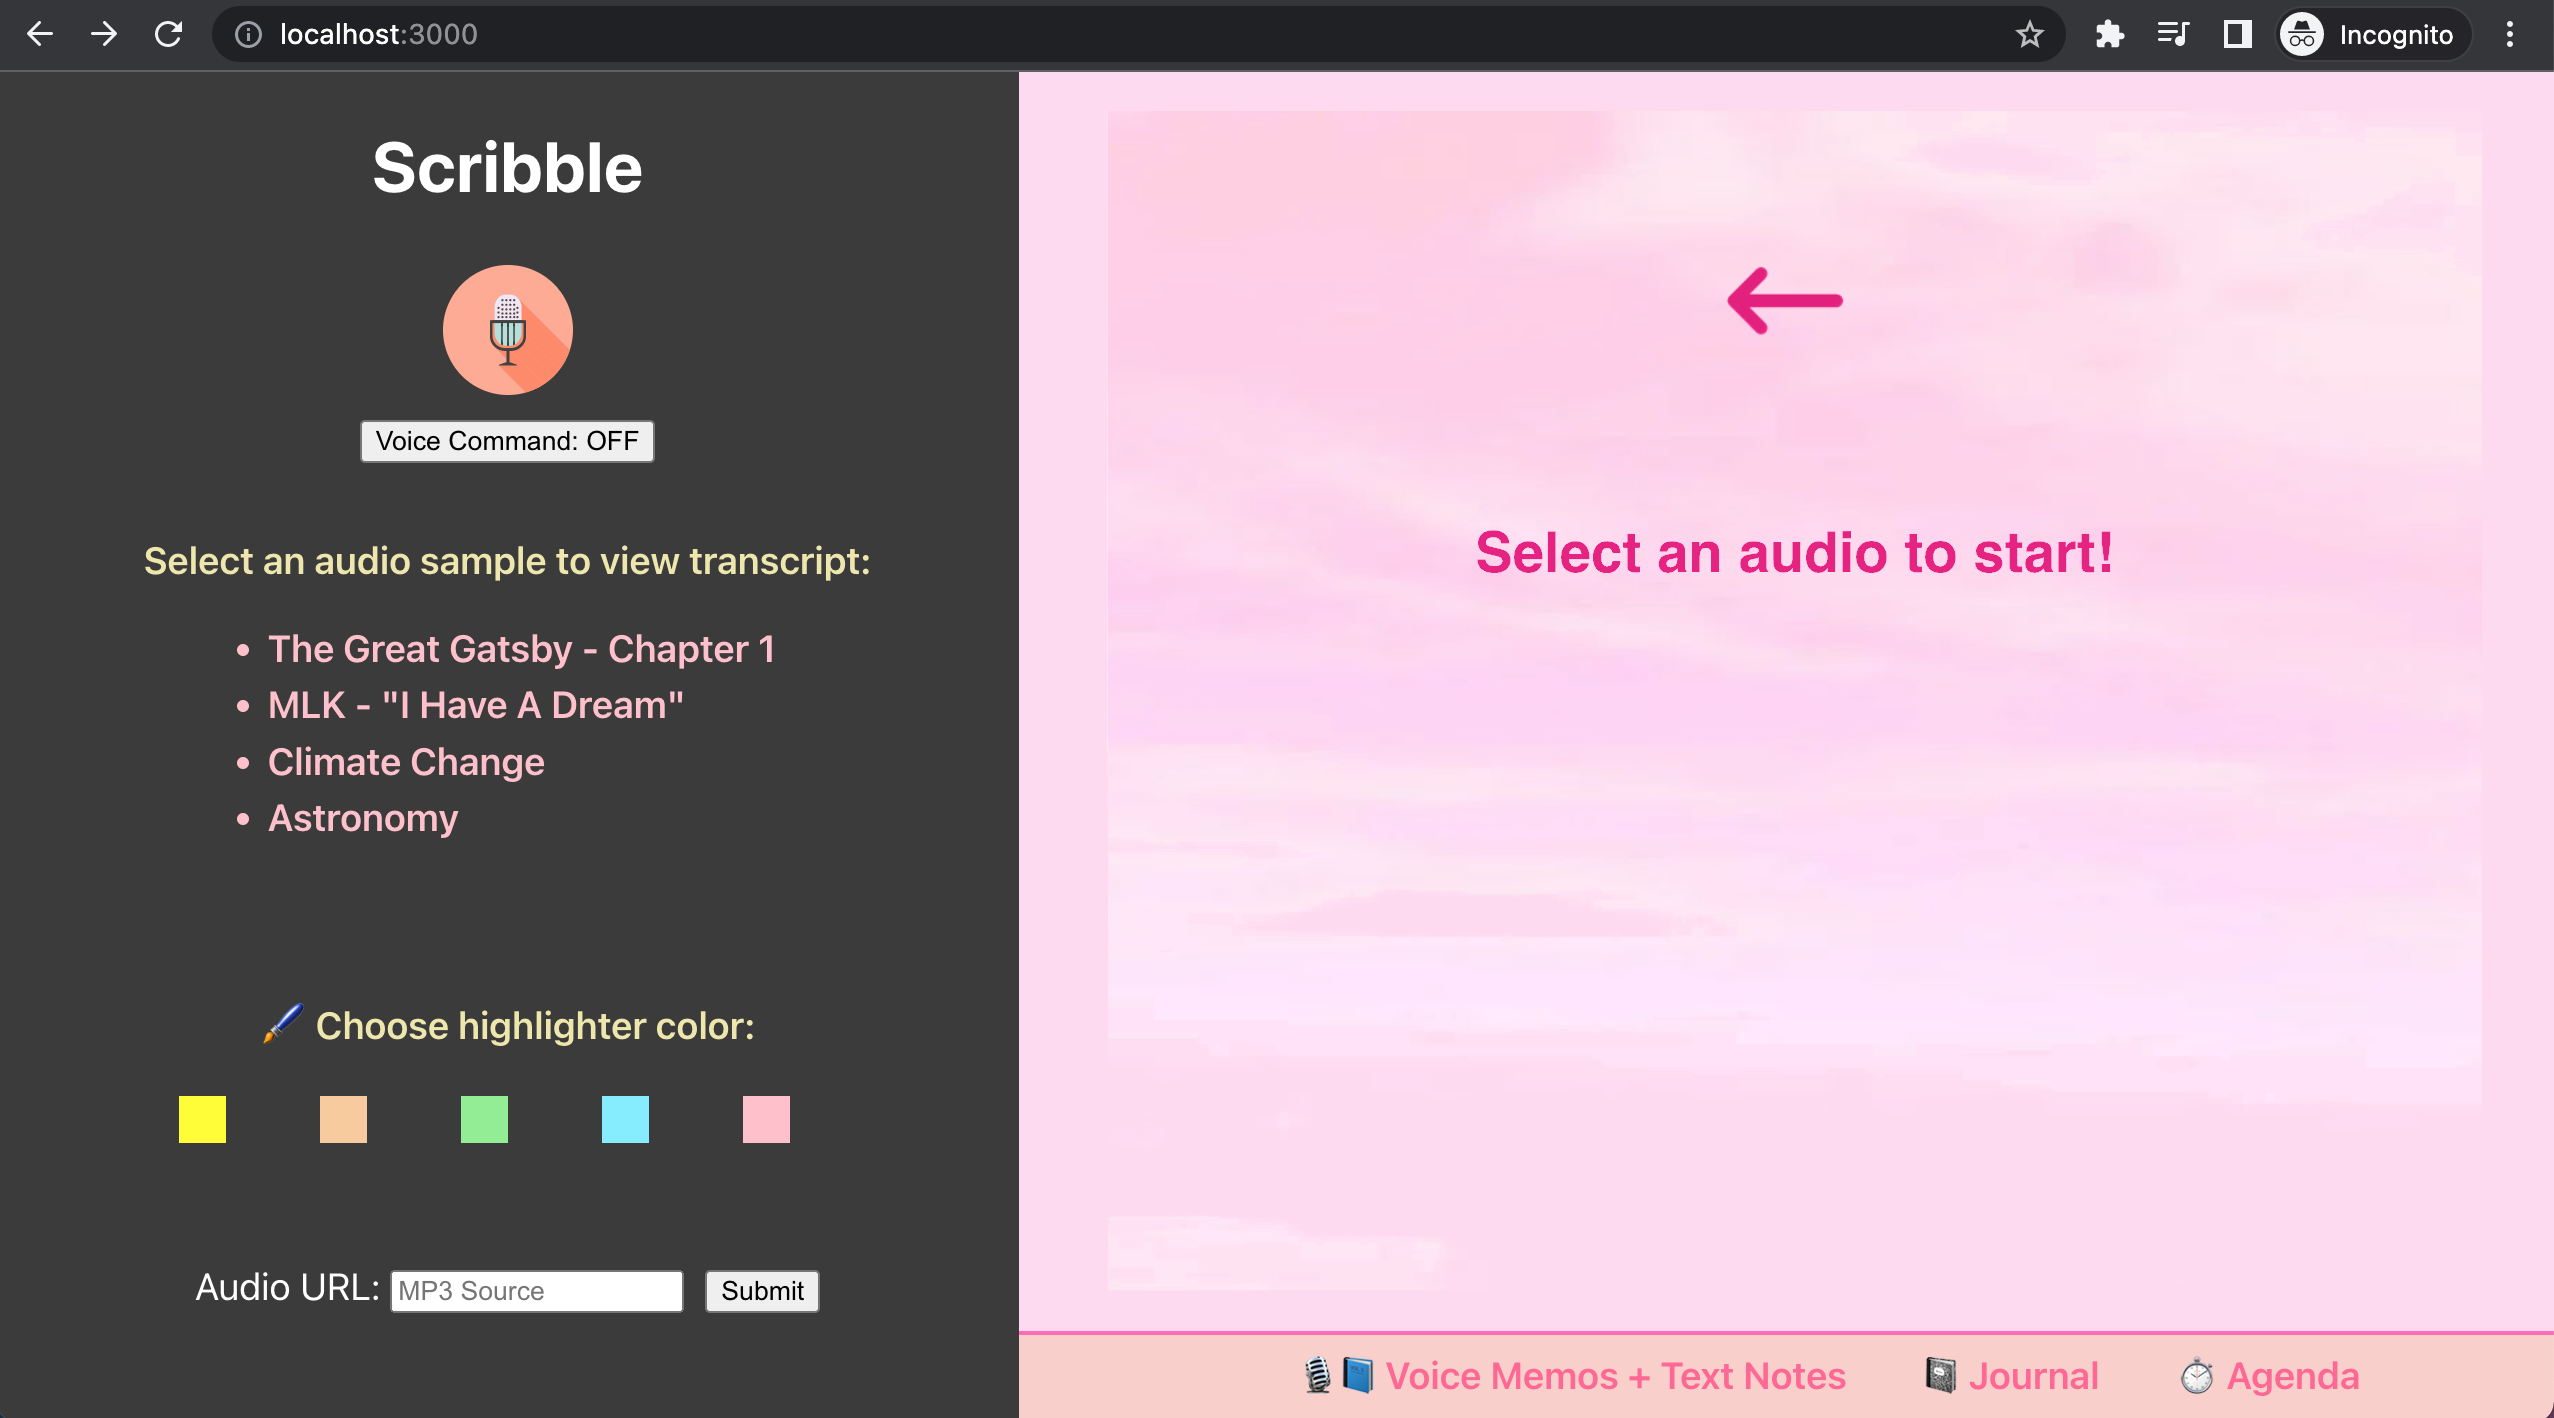 localhost:3000
Incognito
Scribble
Voice Command: OFF
Select an audio sample to view transcript:
• The Great Gatsby - Chapter 1
• MLK - "I Have A Dream"
• Climate Change
• Astronomy
🖌️ Choose highlighter color:
Audio URL: MP3 Source Submit
Select an audio to start!
🎙️📘 Voice Memos + Text Notes 📓 Journal ⏱️ Agenda